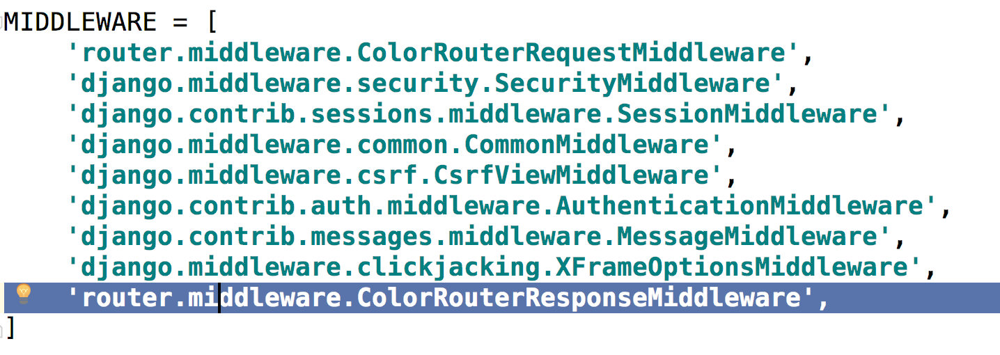 MIDDLEWARE = [
    'router.middleware.ColorRouterRequestMiddleware',
    'django.middleware.security.SecurityMiddleware',
    'django.contrib.sessions.middleware.SessionMiddleware',
    'django.middleware.common.CommonMiddleware',
    'django.middleware.csrf.CsrfViewMiddleware',
    'django.contrib.auth.middleware.AuthenticationMiddleware',
    'django.contrib.messages.middleware.MessageMiddleware',
    'django.middleware.clickjacking.XFrameOptionsMiddleware',
    'router.middleware.ColorRouterResponseMiddleware',
]